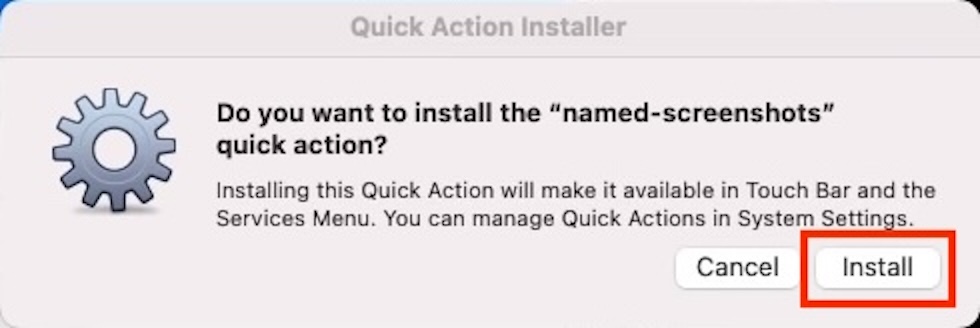 Quick Action Installer
Do you want to install the “named-screenshots”
quick action?
Installing this Quick Action will make it available in Touch Bar and the
Services Menu. You can manage Quick Actions in System Settings.
Cancel Install